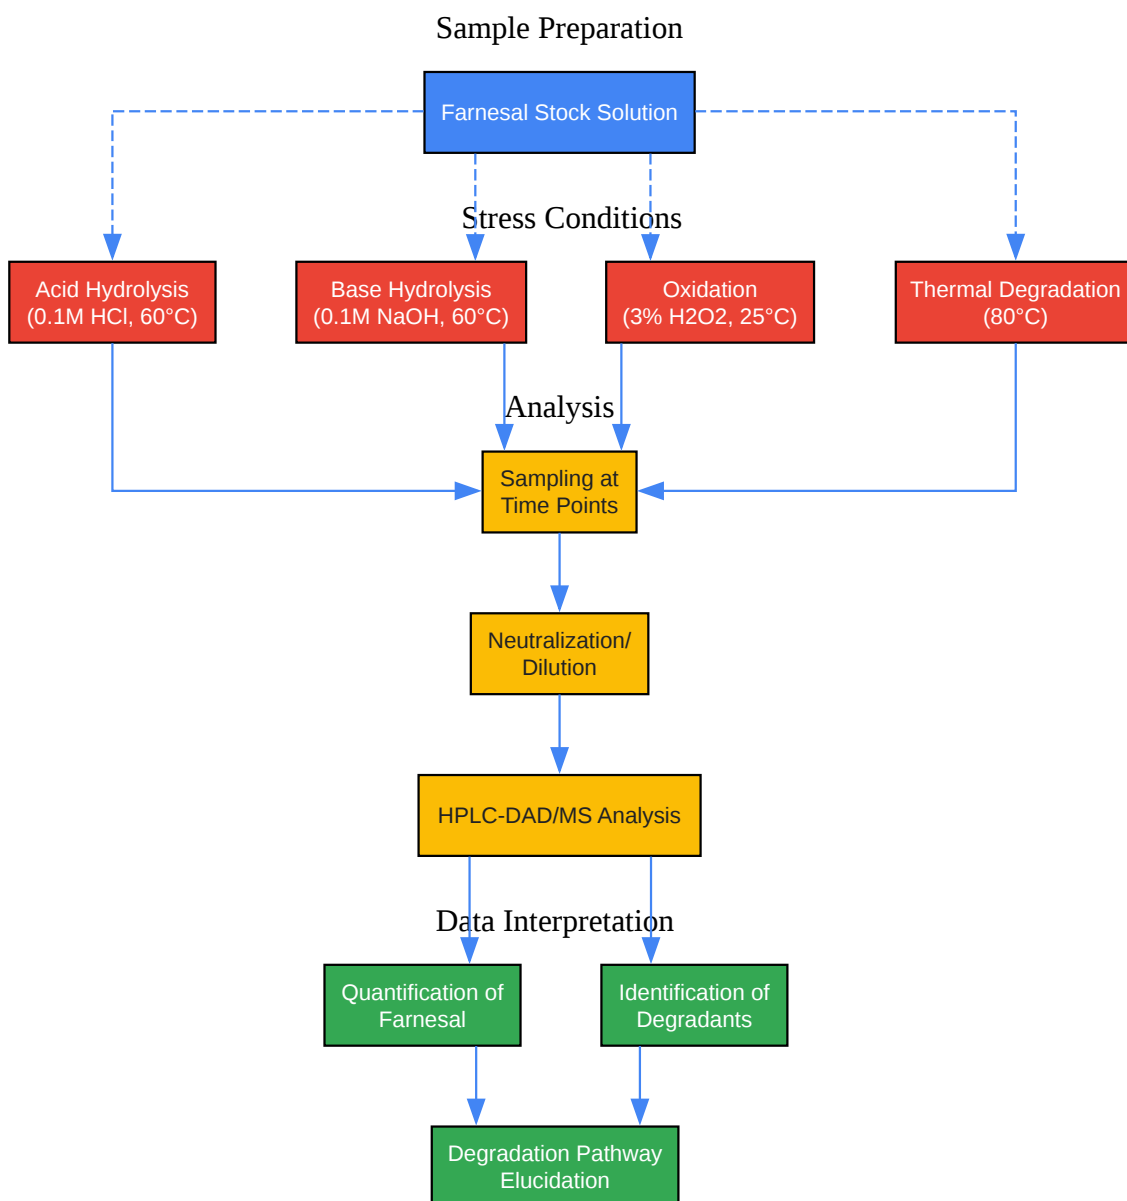 Sample Preparation
Farnesal Stock Solution
Stress Conditions
Acid Hydrolysis
(0.1M HCl, 60°C)
Base Hydrolysis
(0.1M NaOH, 60°C)
Oxidation
(3% H2O2, 25°C)
Thermal Degradation
(80°C)
Analysis
Sampling at
Time Points
Neutralization/
Dilution
HPLC-DAD/MS Analysis
Data Interpretation
Quantification of
Farnesal
Identification of
Degradants
Degradation Pathway
Elucidation